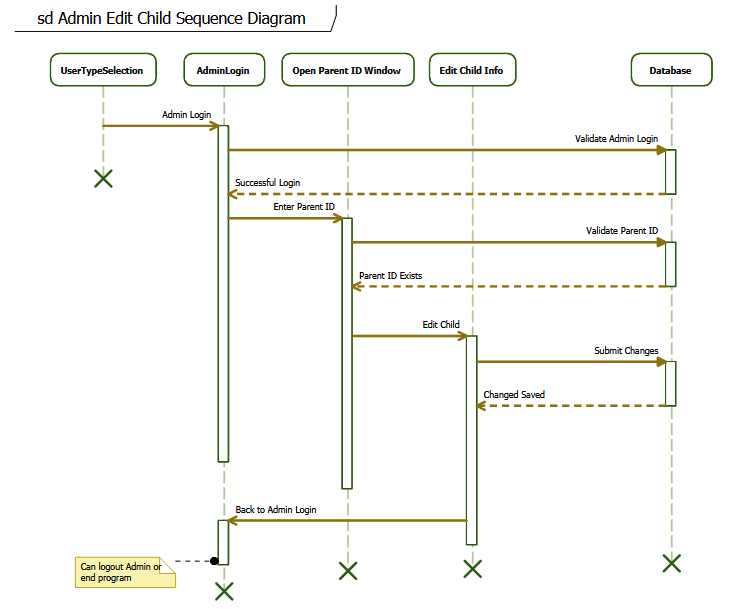 sd Admin Edit Child Sequence Diagram
UserTypeSelection
AdminLogin
Open Parent ID Window
Edit Child Info
Database
Admin Login
Validate Admin Login
Successful Login
Enter Parent ID
Validate Parent ID
Parent ID Exists
Edit Child
Submit Changes
Changed Saved
Back to Admin Login
Can logout Admin or
end program